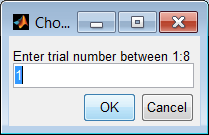 Cho...
Enter trial number between 1:8
1
OK Cancel